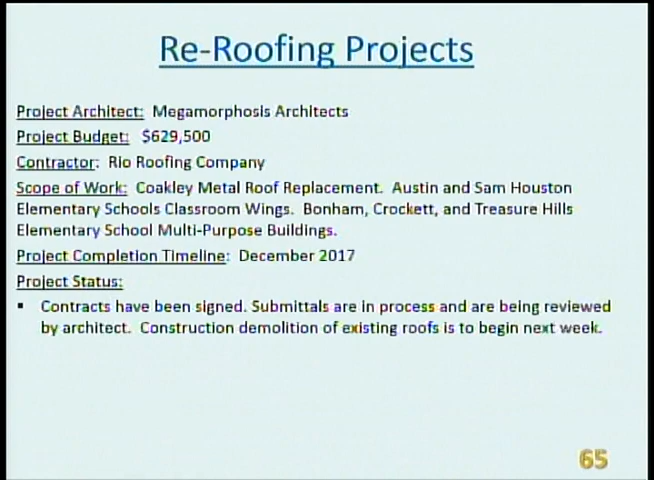 Re-Roofing Projects
Project Architect:  Megamorphosis Architects
Project Budget:  $629,500
Contractor:  Rio Roofing Company
Scope of Work:  Coakley Metal Roof Replacement.  Austin and Sam Houston
Elementary Schools Classroom Wings.  Bonham, Crockett, and Treasure Hills
Elementary School Multi-Purpose Buildings.
Project Completion Timeline:  December 2017
Project Status:
▪ Contracts have been signed. Submittals are in process and are being reviewed
by architect.  Construction demolition of existing roofs is to begin next week.
65